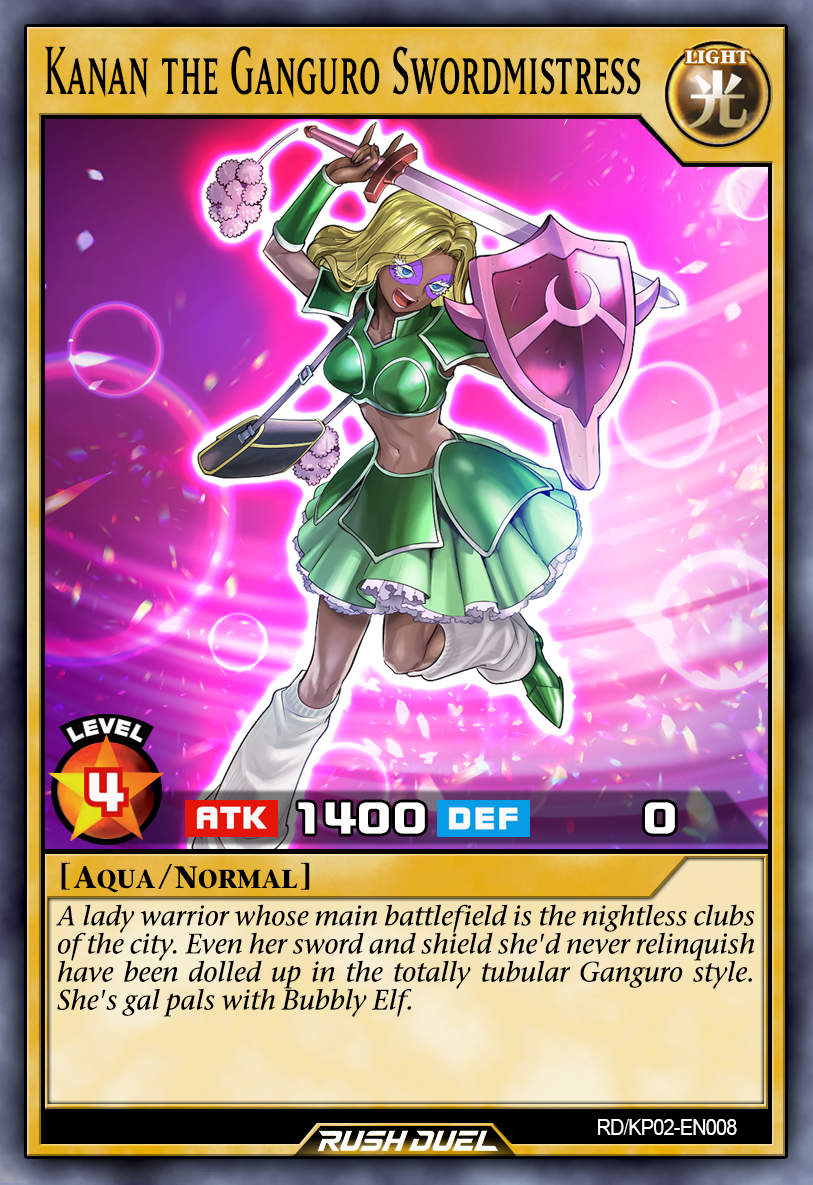 Kanan the Ganguro Swordmistress
LIGHT
光
LEVEL
4
ATK 1400 DEF 0
[Aqua/Normal]
A lady warrior whose main battlefield is the nightless clubs
of the city. Even her sword and shield she'd never relinquish
have been dolled up in the totally tubular Ganguro style.
She's gal pals with Bubbly Elf.
RD/KP02-EN008
RUSH DUEL